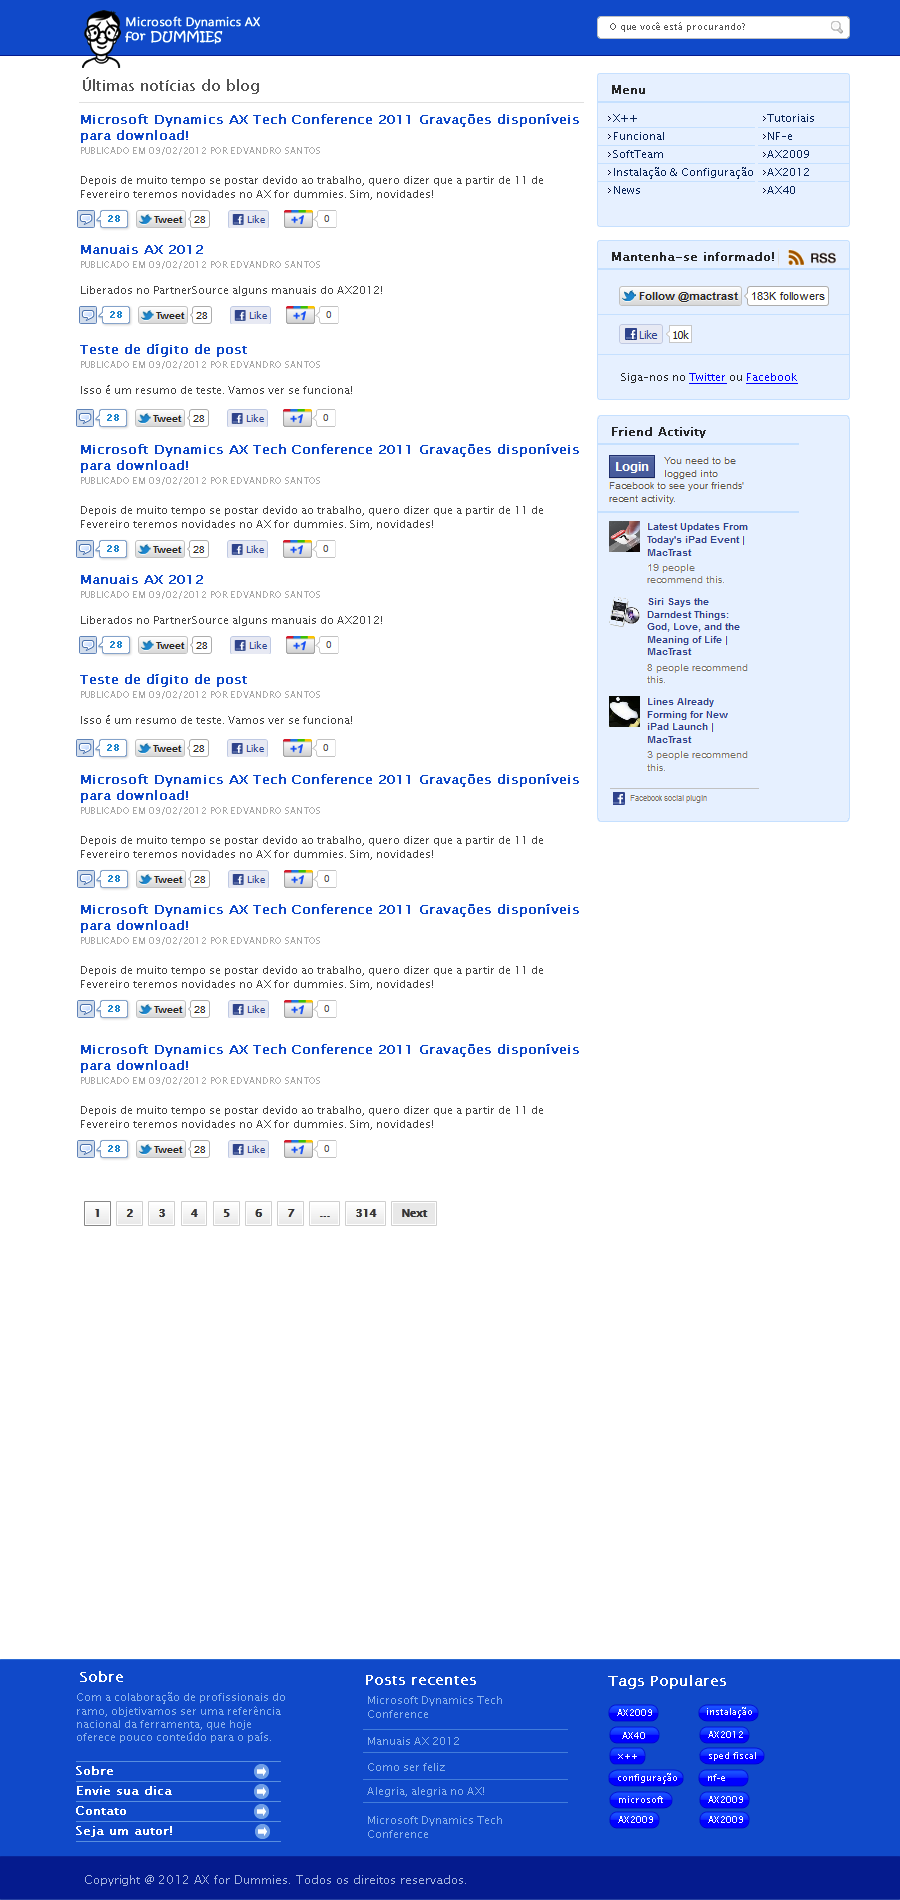 Microsoft Dynamics AX
for DUMMIES
O que você está procurando?
Últimas notícias do blog
Microsoft Dynamics AX Tech Conference 2011 Gravações disponíveis
para download!
PUBLICADO EM 09/02/2012 POR EDVANDRO SANTOS
Depois de muito tempo se postar devido ao trabalho, quero dizer que a partir de 11 de
Fevereiro teremos novidades no AX for dummies. Sim, novidades!
28 Tweet 28 Like +1 0
Manuais AX 2012
PUBLICADO EM 09/02/2012 POR EDVANDRO SANTOS
Liberados no PartnerSource alguns manuais do AX2012!
28 Tweet 28 Like +1 0
Teste de dígito de post
PUBLICADO EM 09/02/2012 POR EDVANDRO SANTOS
Isso é um resumo de teste. Vamos ver se funciona!
28 Tweet 28 Like +1 0
Microsoft Dynamics AX Tech Conference 2011 Gravações disponíveis
para download!
PUBLICADO EM 09/02/2012 POR EDVANDRO SANTOS
Depois de muito tempo se postar devido ao trabalho, quero dizer que a partir de 11 de
Fevereiro teremos novidades no AX for dummies. Sim, novidades!
28 Tweet 28 Like +1 0
Manuais AX 2012
PUBLICADO EM 09/02/2012 POR EDVANDRO SANTOS
Liberados no PartnerSource alguns manuais do AX2012!
28 Tweet 28 Like +1 0
Teste de dígito de post
PUBLICADO EM 09/02/2012 POR EDVANDRO SANTOS
Isso é um resumo de teste. Vamos ver se funciona!
28 Tweet 28 Like +1 0
Microsoft Dynamics AX Tech Conference 2011 Gravações disponíveis
para download!
PUBLICADO EM 09/02/2012 POR EDVANDRO SANTOS
Depois de muito tempo se postar devido ao trabalho, quero dizer que a partir de 11 de
Fevereiro teremos novidades no AX for dummies. Sim, novidades!
28 Tweet 28 Like +1 0
Microsoft Dynamics AX Tech Conference 2011 Gravações disponíveis
para download!
PUBLICADO EM 09/02/2012 POR EDVANDRO SANTOS
Depois de muito tempo se postar devido ao trabalho, quero dizer que a partir de 11 de
Fevereiro teremos novidades no AX for dummies. Sim, novidades!
28 Tweet 28 Like +1 0
Microsoft Dynamics AX Tech Conference 2011 Gravações disponíveis
para download!
PUBLICADO EM 09/02/2012 POR EDVANDRO SANTOS
Depois de muito tempo se postar devido ao trabalho, quero dizer que a partir de 11 de
Fevereiro teremos novidades no AX for dummies. Sim, novidades!
28 Tweet 28 Like +1 0
1 2 3 4 5 6 7 ... 314 Next
Menu
>X++ >Tutoriais
>Funcional >NF-e
>SoftTeam >AX2009
>Instalação & Configuração >AX2012
>News >AX40
Mantenha-se informado! RSS
Follow @mactrast 183K followers
Like 10k
Siga-nos no Twitter ou Facebook
Friend Activity
Login You need to be
logged into
Facebook to see your friends'
recent activity.
Latest Updates From
Today's iPad Event |
MacTrast
19 people
recommend this.
Siri Says the
Darndest Things:
God, Love, and the
Meaning of Life |
MacTrast
8 people recommend
this.
Lines Already
Forming for New
iPad Launch |
MacTrast
3 people recommend
this.
Facebook social plugin
Sobre
Com a colaboração de profissionais do
ramo, objetivamos ser uma referência
nacional da ferramenta, que hoje
oferece pouco conteúdo para o país.
Sobre
Envie sua dica
Contato
Seja um autor!
Posts recentes
Microsoft Dynamics Tech
Conference
Manuais AX 2012
Como ser feliz
Alegria, alegria no AX!
Microsoft Dynamics Tech
Conference
Tags Populares
AX2009 instalação
AX40 AX2012
x++ sped fiscal
configuração nf-e
microsoft AX2009
AX2009 AX2009
Copyright @ 2012 AX for Dummies. Todos os direitos reservados.